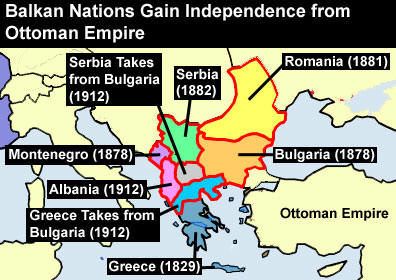 Balkan Nations Gain Independence from
Ottoman Empire
Serbia Takes
from Bulgaria
(1912)
Serbia
(1882)
Romania (1881)
Montenegro (1878)
Bulgaria (1878)
Albania (1912)
Ottoman Empire
Greece Takes from
Bulgaria (1912)
Greece (1829)